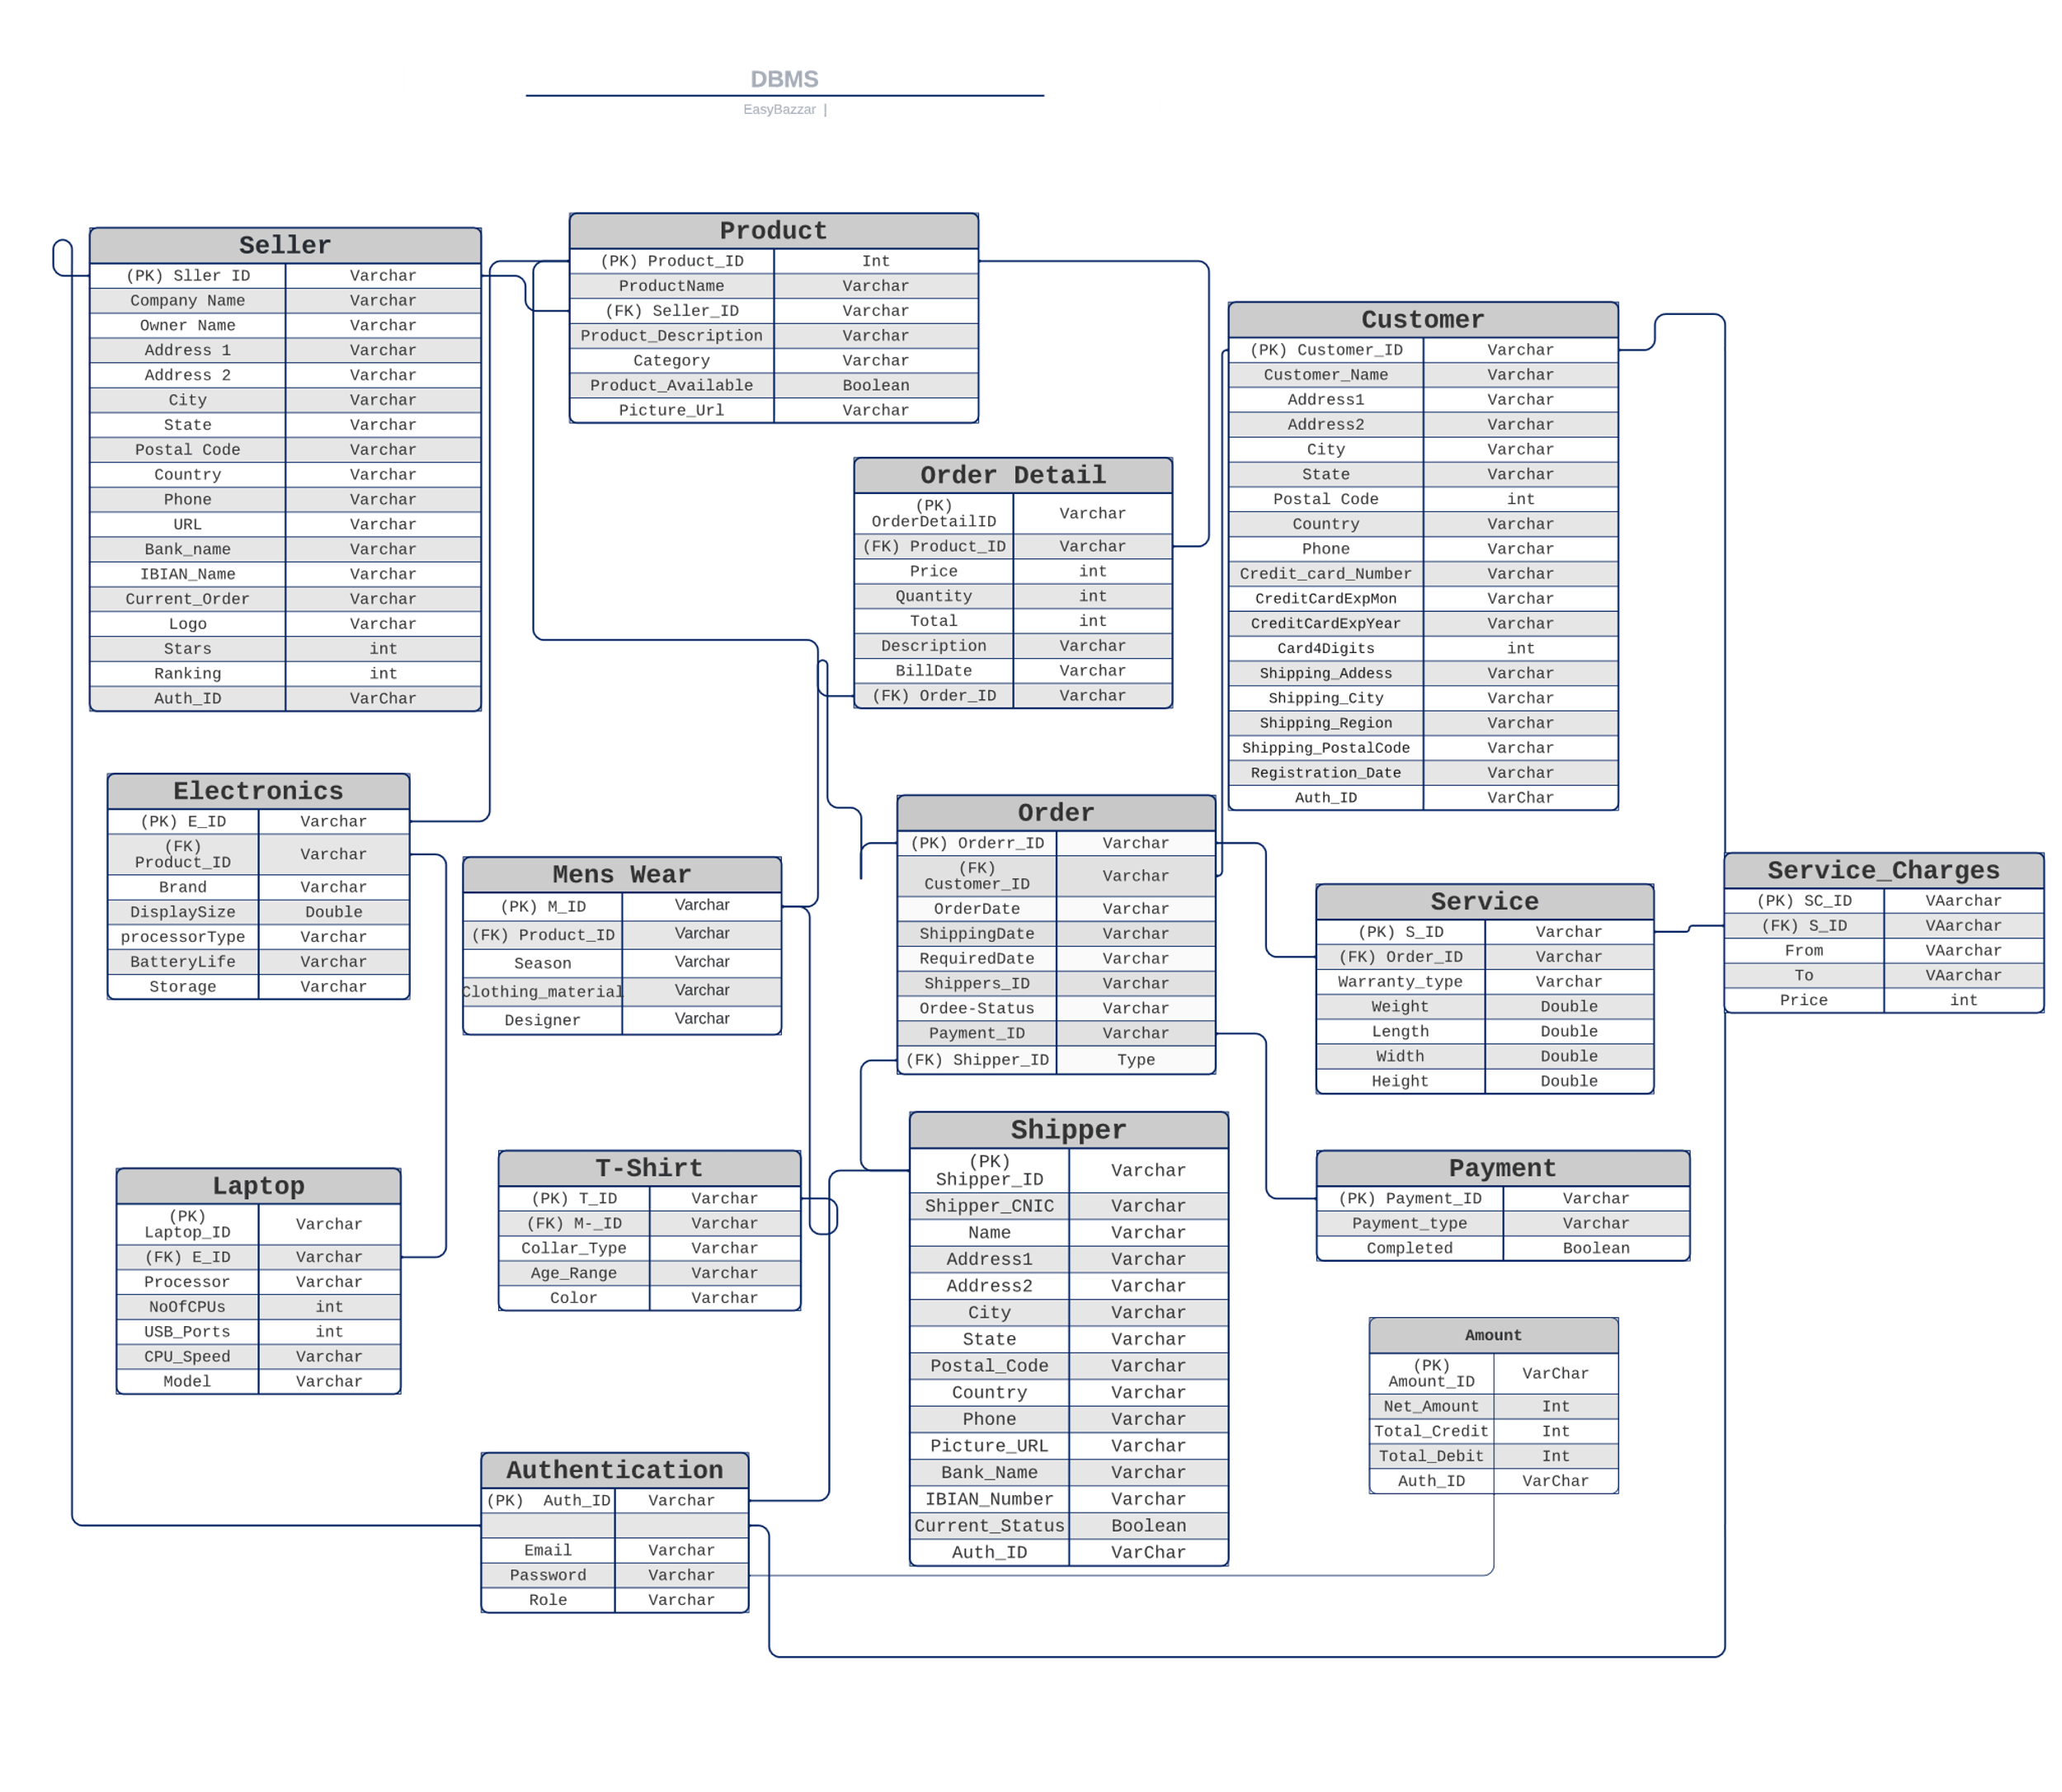 DBMS
EasyBazzar |
Seller
(PK) Sller ID Varchar
Company Name Varchar
Owner Name Varchar
Address 1 Varchar
Address 2 Varchar
City Varchar
State Varchar
Postal Code Varchar
Country Varchar
Phone Varchar
URL Varchar
Bank_name Varchar
IBIAN_Name Varchar
Current_Order Varchar
Logo Varchar
Stars int
Ranking int
Auth_ID VarChar
Product
(PK) Product_ID Int
ProductName Varchar
(FK) Seller_ID Varchar
Product_Description Varchar
Category Varchar
Product_Available Boolean
Picture_Url Varchar
Order Detail
(PK)
OrderDetailID Varchar
(FK) Product_ID Varchar
Price int
Quantity int
Total int
Description Varchar
BillDate Varchar
(FK) Order_ID Varchar
Customer
(PK) Customer_ID Varchar
Customer_Name Varchar
Address1 Varchar
Address2 Varchar
City Varchar
State Varchar
Postal Code int
Country Varchar
Phone Varchar
Credit_card_Number Varchar
CreditCardExpMon Varchar
CreditCardExpYear Varchar
Card4Digits int
Shipping_Addess Varchar
Shipping_City Varchar
Shipping_Region Varchar
Shipping_PostalCode Varchar
Registration_Date Varchar
Auth_ID VarChar
Electronics
(PK) E_ID Varchar
(FK)
Product_ID Varchar
Brand Varchar
DisplaySize Double
processorType Varchar
BatteryLife Varchar
Storage Varchar
Mens Wear
(PK) M_ID Varchar
(FK) Product_ID Varchar
Season Varchar
Clothing_material Varchar
Designer Varchar
Order
(PK) Orderr_ID Varchar
(FK)
Customer_ID Varchar
OrderDate Varchar
ShippingDate Varchar
RequiredDate Varchar
Shippers_ID Varchar
Ordee-Status Varchar
Payment_ID Varchar
(FK) Shipper_ID Type
Service
(PK) S_ID Varchar
(FK) Order_ID Varchar
Warranty_type Varchar
Weight Double
Length Double
Width Double
Height Double
Service_Charges
(PK) SC_ID VAarchar
(FK) S_ID VAarchar
From VAarchar
To VAarchar
Price int
Laptop
(PK)
Laptop_ID Varchar
(FK) E_ID Varchar
Processor Varchar
NoOfCPUs int
USB_Ports int
CPU_Speed Varchar
Model Varchar
T-Shirt
(PK) T_ID Varchar
(FK) M-_ID Varchar
Collar_Type Varchar
Age_Range Varchar
Color Varchar
Shipper
(PK)
Shipper_ID Varchar
Shipper_CNIC Varchar
Name Varchar
Address1 Varchar
Address2 Varchar
City Varchar
State Varchar
Postal_Code Varchar
Country Varchar
Phone Varchar
Picture_URL Varchar
Bank_Name Varchar
IBIAN_Number Varchar
Current_Status Boolean
Auth_ID VarChar
Payment
(PK) Payment_ID Varchar
Payment_type Varchar
Completed Boolean
Amount
(PK)
Amount_ID VarChar
Net_Amount Int
Total_Credit Int
Total_Debit Int
Auth_ID VarChar
Authentication
(PK) Auth_ID Varchar
Email Varchar
Password Varchar
Role Varchar